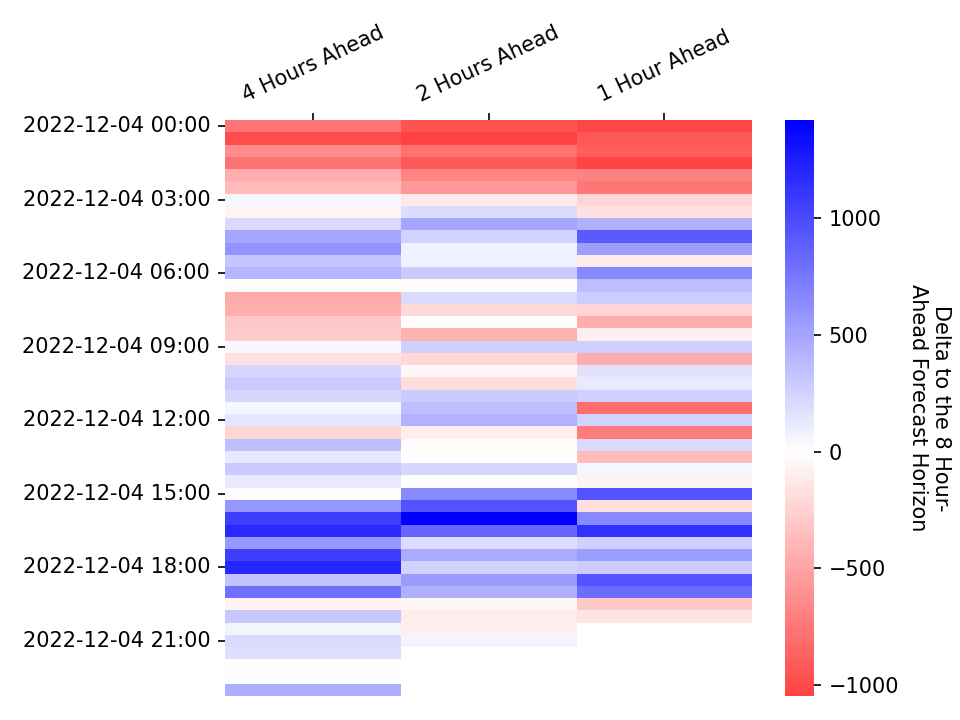 4 Hours Ahead
2 Hours Ahead
1 Hour Ahead
2022-12-04 00:00
2022-12-04 03:00
2022-12-04 06:00
2022-12-04 09:00
2022-12-04 12:00
2022-12-04 15:00
2022-12-04 18:00
2022-12-04 21:00
1000
500
0
−500
−1000
Delta to the 8 Hour-
Ahead Forecast Horizon